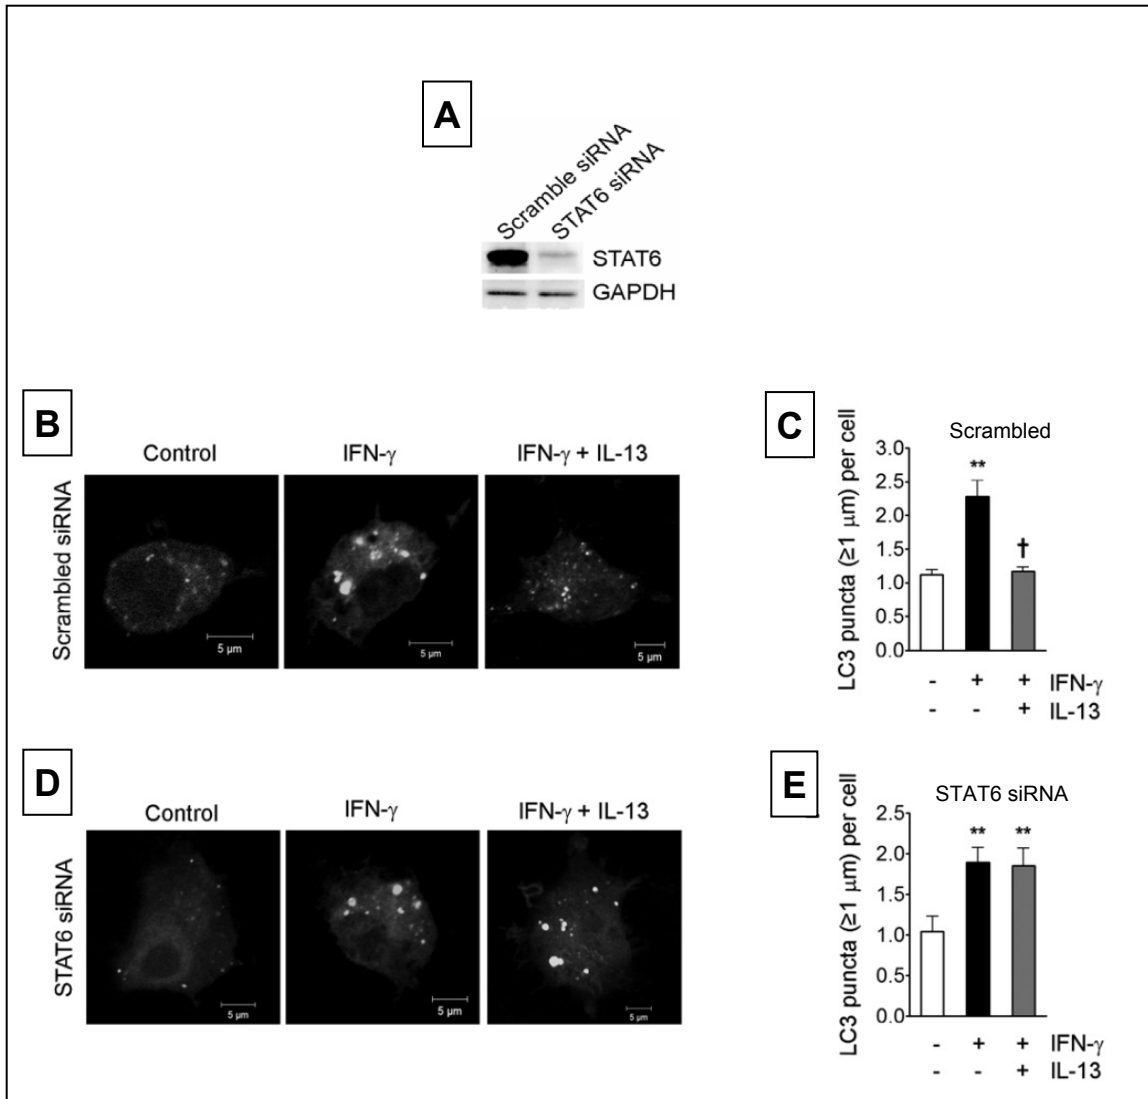 A
Scramble siRNA
STAT6 siRNA
STAT6
GAPDH
B
Control
IFN-γ
IFN-γ + IL-13
Scrambled siRNA
5 µm
5 µm
5 µm
C
Scrambled
LC3 puncta (≥1 µm) per cell
3.0
2.5
2.0
1.5
1.0
0.5
0.0
**
†
- + + IFN-γ
- - + IL-13
D
Control
IFN-γ
IFN-γ + IL-13
STAT6 siRNA
5 µm
5 µm
5 µm
E
STAT6 siRNA
LC3 puncta (≥1 µm) per cell
2.5
2.0
1.5
1.0
0.5
0.0
** **
- + + IFN-γ
- - + IL-13